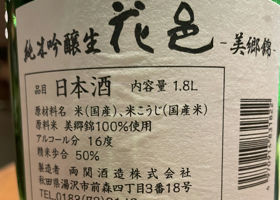 純米吟醸生 花邑 -美郷錦-
品目 日本酒 内容量 1.8L
原材料名 米(国産)、米こうじ(国産米)
原料米 美郷錦100%使用
アルコール分 16度
精米歩合 50%
製造者 両関酒造株式会社
秋田県湯沢市前森四丁目3番18号